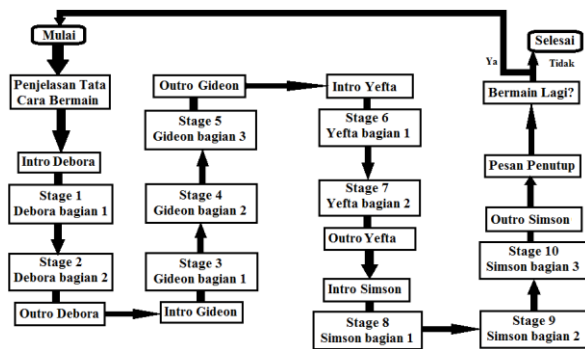 Mulai
Penjelasan Tata
Cara Bermain
Intro Debora
Stage 1
Debora bagian 1
Stage 2
Debora bagian 2
Outro Debora
Intro Gideon
Stage 3
Gideon bagian 1
Stage 4
Gideon bagian 2
Stage 5
Gideon bagian 3
Outro Gideon
Intro Yefta
Stage 6
Yefta bagian 1
Stage 7
Yefta bagian 2
Outro Yefta
Intro Simson
Stage 8
Simson bagian 1
Stage 9
Simson bagian 2
Stage 10
Simson bagian 3
Outro Simson
Pesan Penutup
Bermain Lagi?
Ya
Tidak
Selesai